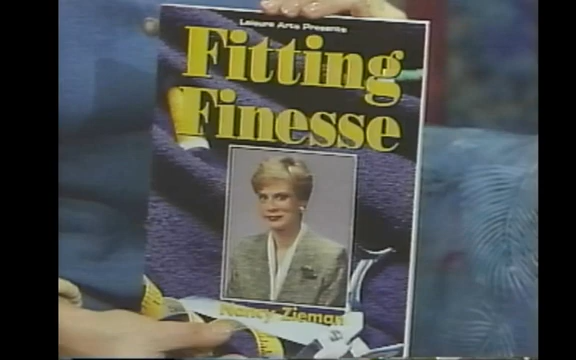 Leisure Arts Presents
Fitting
Finesse
Nancy Zieman